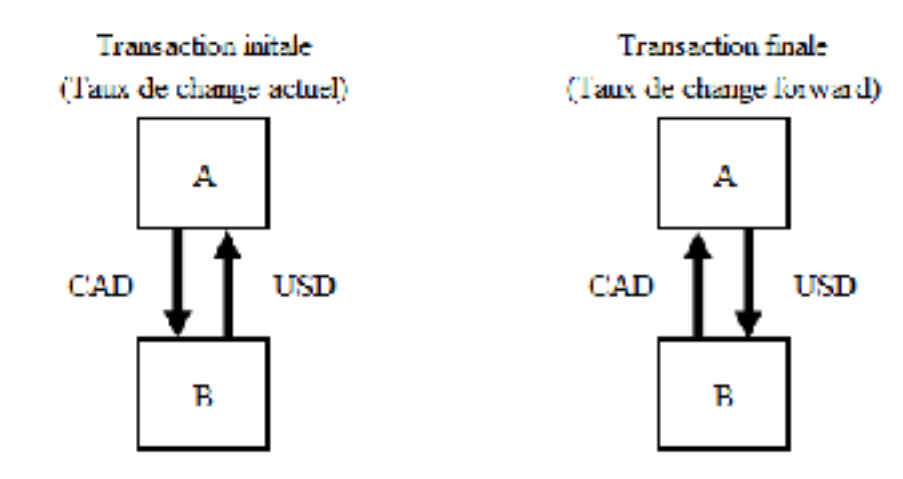 Transaction initale
(Taux de change actuel)
A
CAD
USD
B
Transaction finale
(Taux de change forward)
A
CAD
USD
B